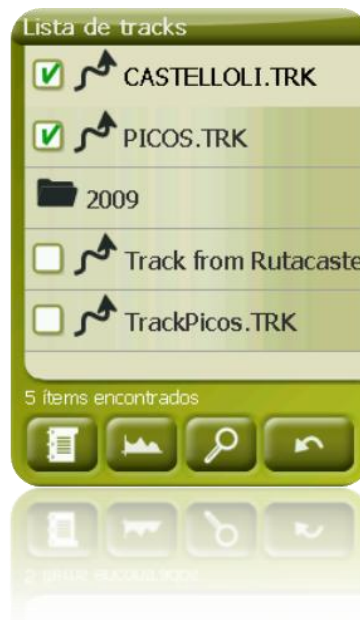 Lista de tracks
CASTELLOLI.TRK
PICOS.TRK
2009
Track from Rutacaste
TrackPicos.TRK
5 ítems encontrados